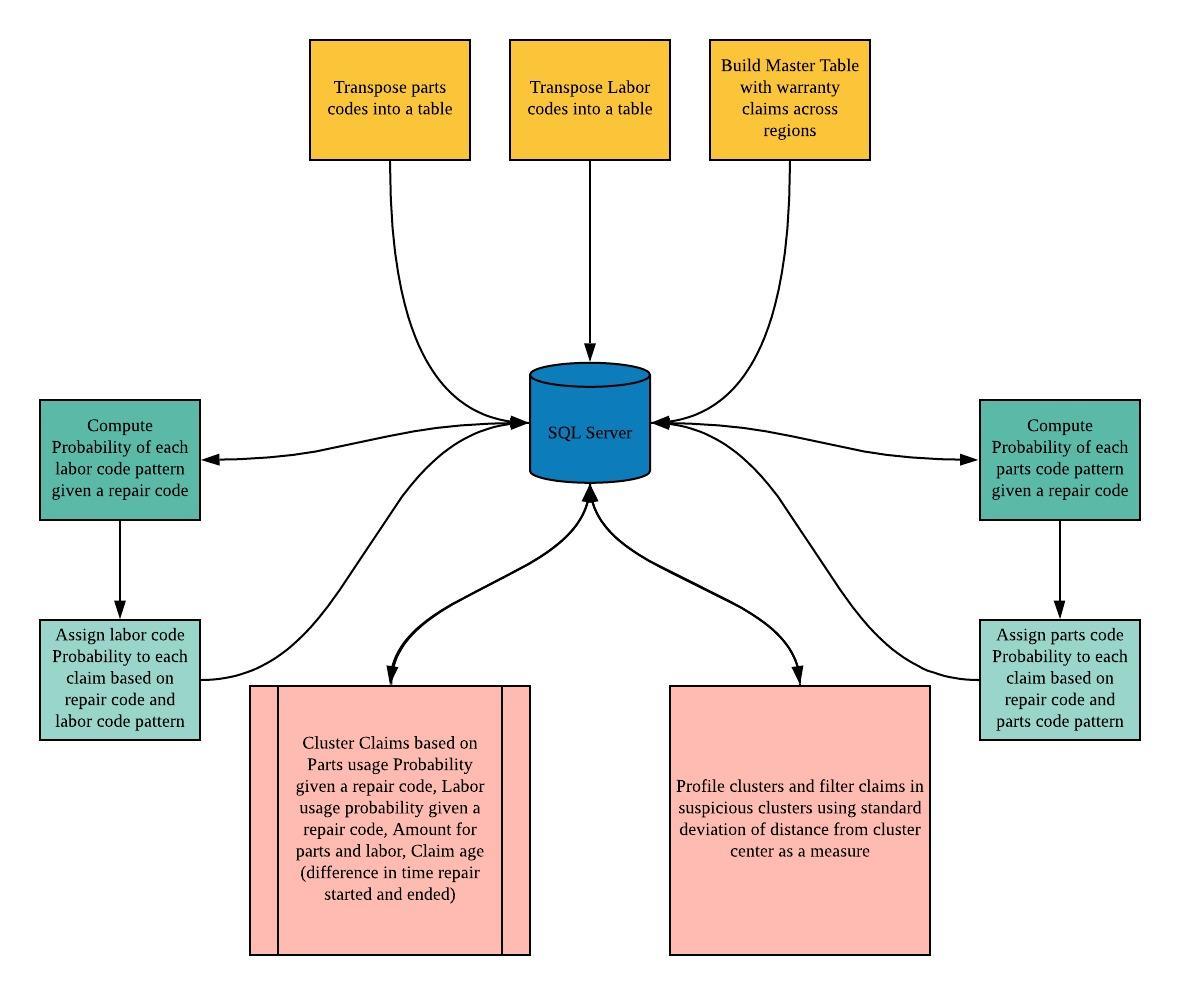 Transpose parts
codes into a table
Transpose Labor
codes into a table
Build Master Table
with warranty
claims across
regions
SQL Server
Compute
Probability of each
labor code pattern
given a repair code
Compute
Probability of each
parts code pattern
given a repair code
Assign labor code
Probability to each
claim based on
repair code and
labor code pattern
Assign parts code
Probability to each
claim based on
repair code and
parts code pattern
Cluster Claims based on
Parts usage Probability
given a repair code, Labor
usage probability given a
repair code, Amount for
parts and labor, Claim age
(difference in time repair
started and ended)
Profile clusters and filter claims in
suspicious clusters using standard
deviation of distance from cluster
center as a measure